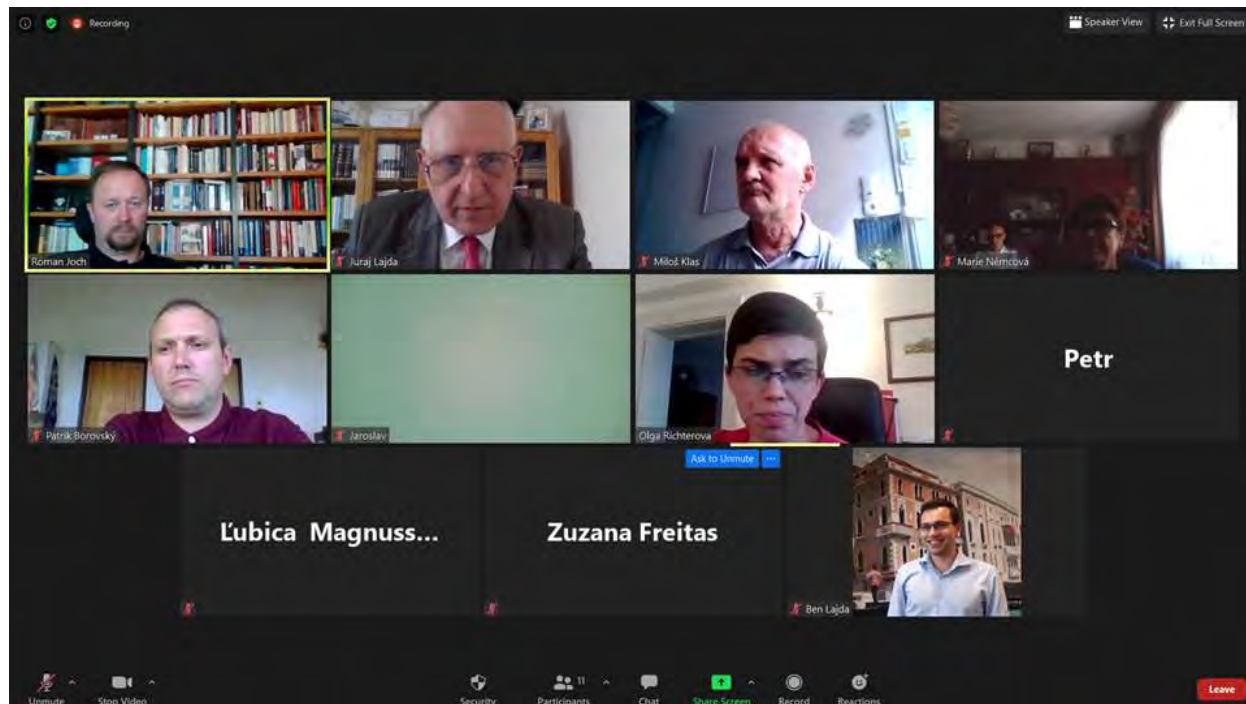 Recording
Speaker View
Exit Full Screen
Roman Joch
Juraj Lajda
Miloš Klas
Marie Němcová
Patrik Borovský
Jaroslav
Olga Richterova
Petr
Ask to Unmute ...
Ľubica Magnuss...
Zuzana Freitas
Ben Lajda
Unmute
Stop Video
Security
Participants
11
Chat
Share Screen
Record
Reactions
Leave